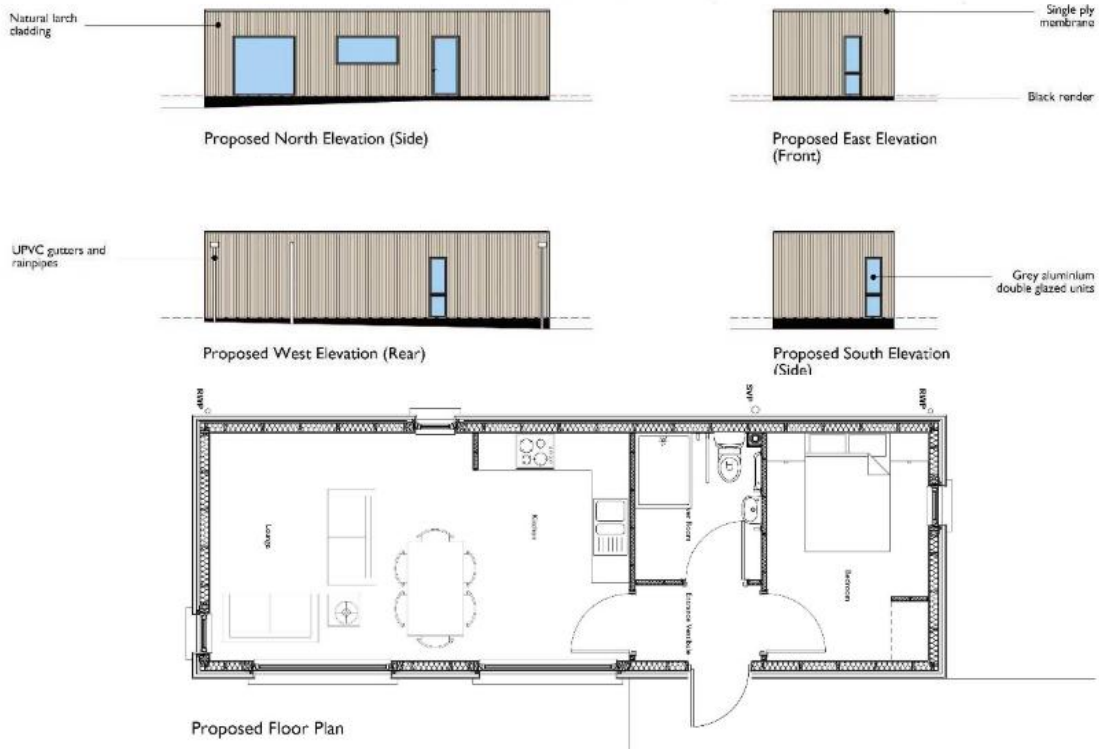 Natural larch
cladding
Single ply
membrane
Black render
Proposed North Elevation (Side)
Proposed East Elevation
(Front)
UPVC gutters and
rainpipes
Grey aluminium
double glazed units
Proposed West Elevation (Rear)
Proposed South Elevation
(Side)
RWP
SVP
RWP
Lounge
Kitchen
Room
Entrance Vestibule
Bedroom
Proposed Floor Plan